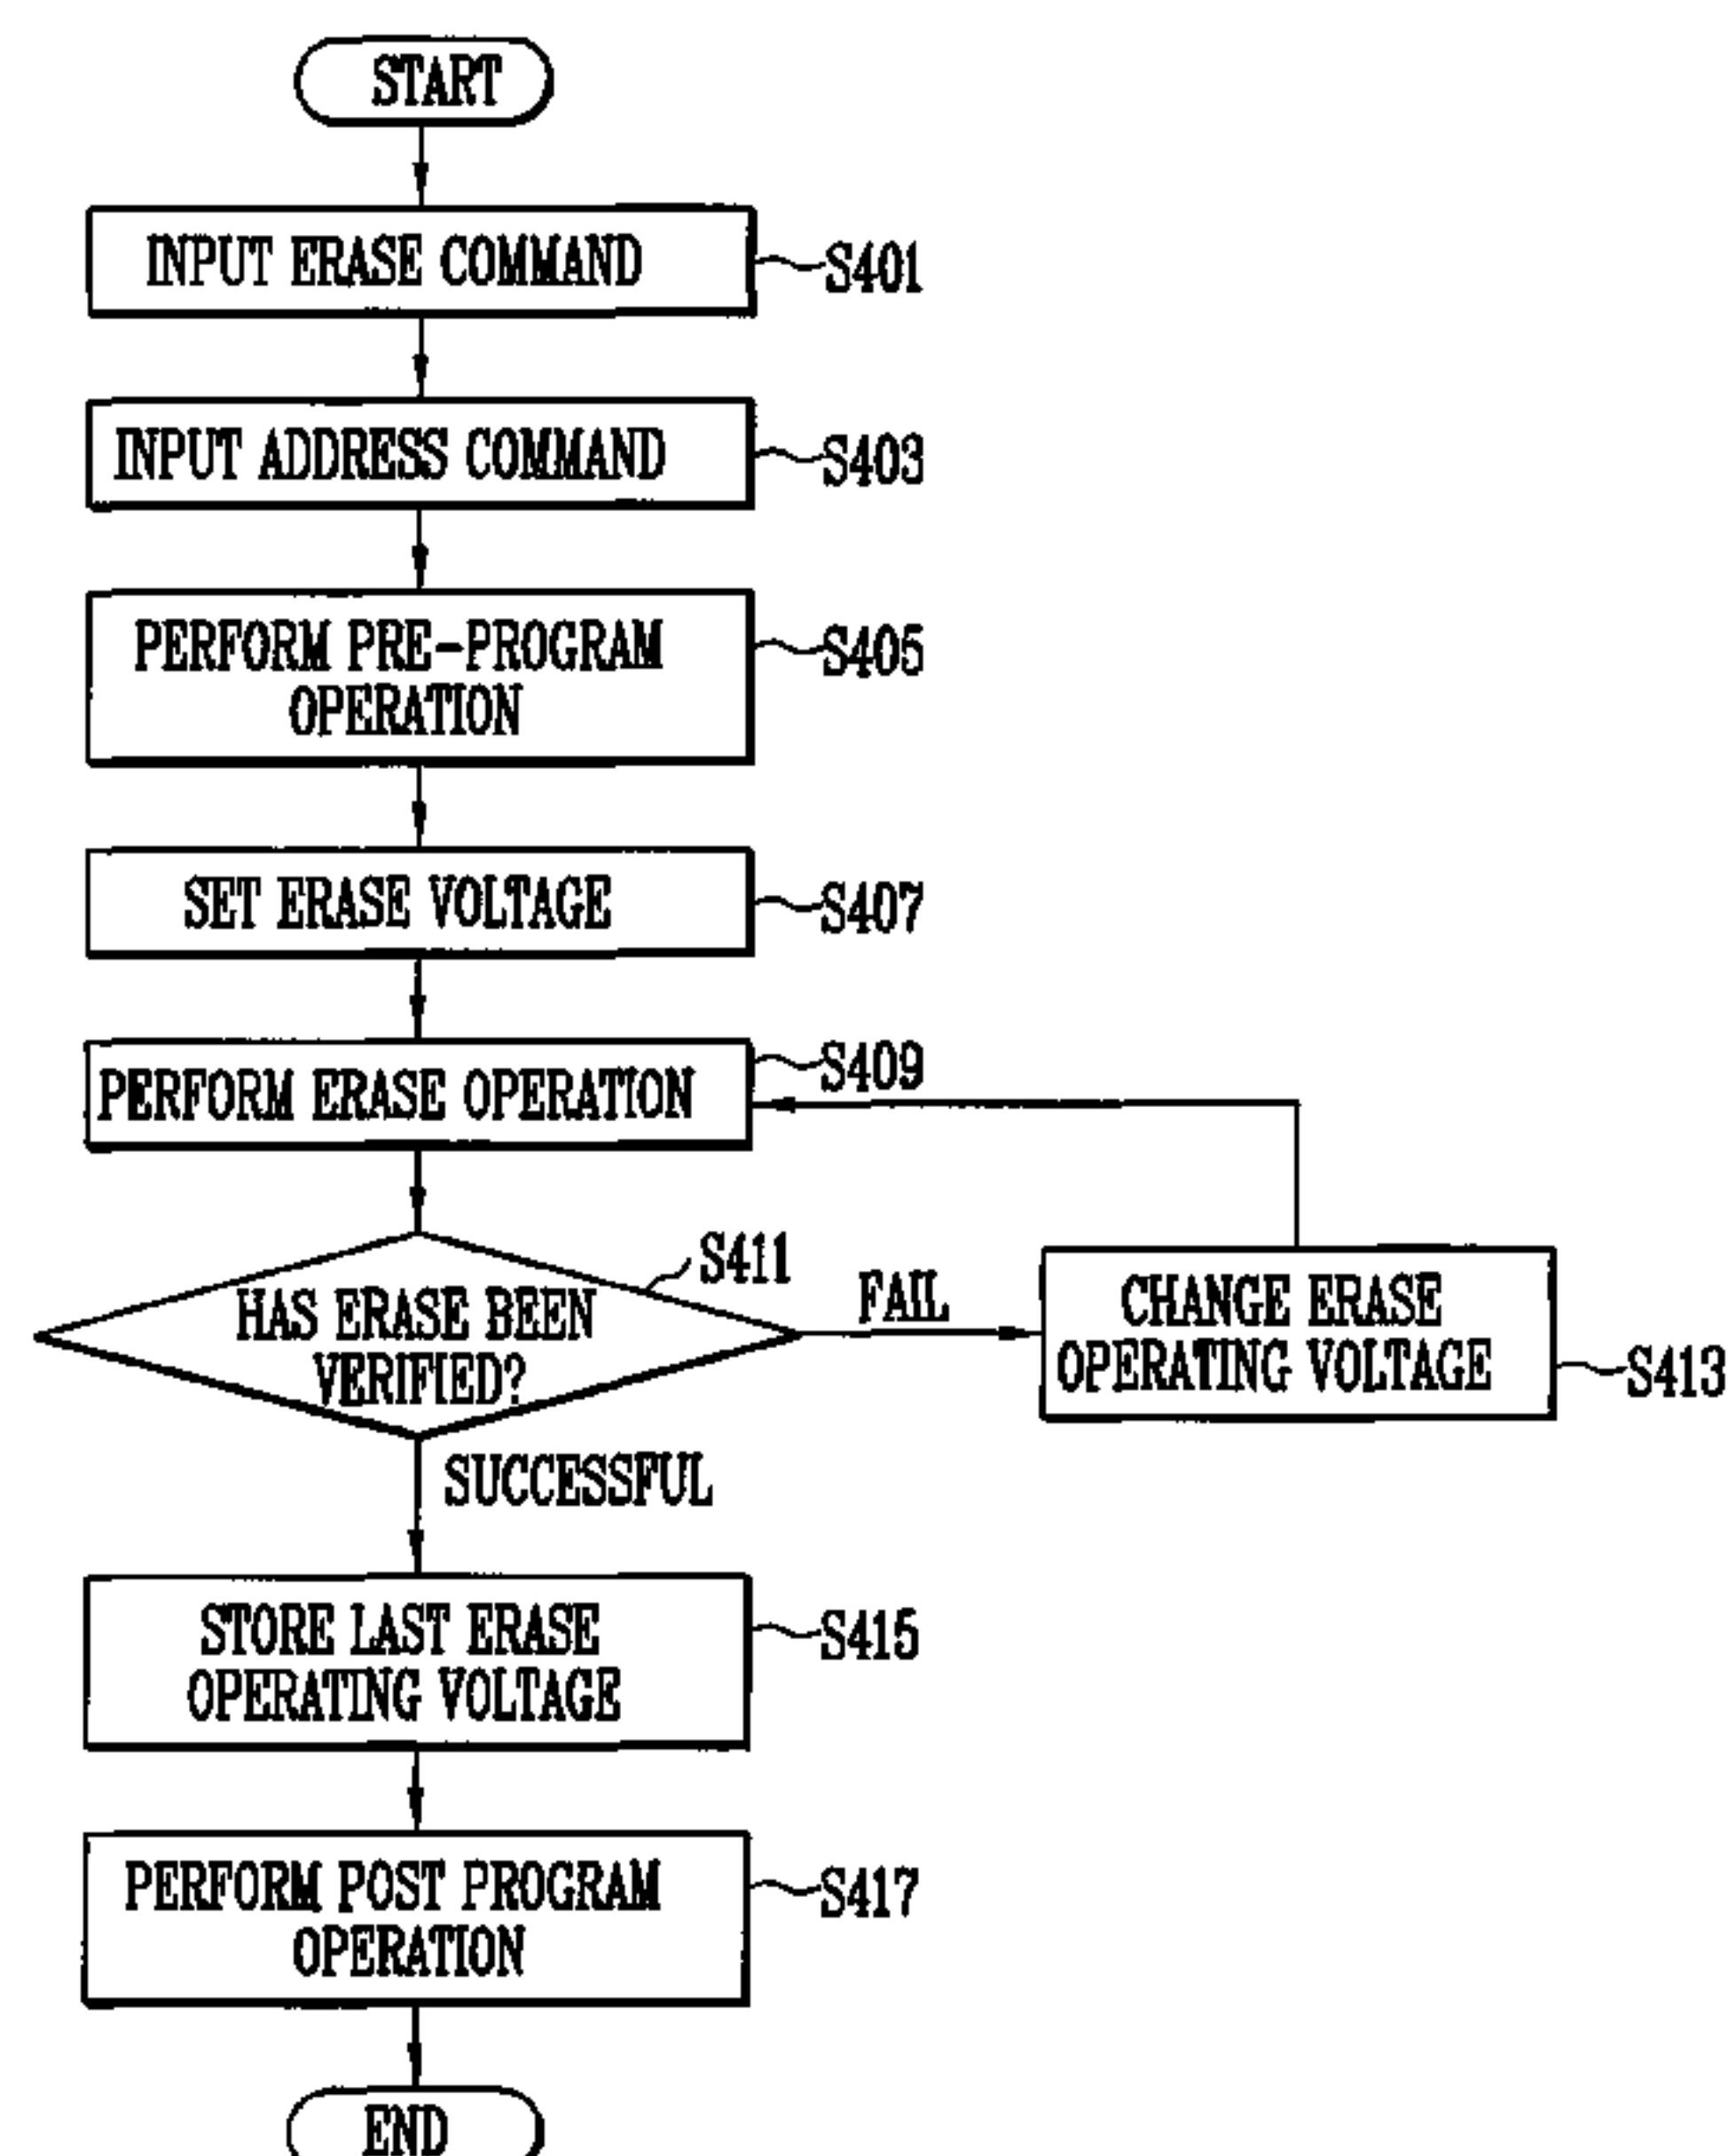 START
INPUT ERASE COMMAND
S401
INPUT ADDRESS COMMAND
S403
PERFORM PRE-PROGRAM
OPERATION
S405
SET ERASE VOLTAGE
S407
PERFORM ERASE OPERATION
S409
HAS ERASE BEEN
VERIFIED?
S411
FAIL
CHANGE ERASE
OPERATING VOLTAGE
S413
SUCCESSFUL
STORE LAST ERASE
OPERATING VOLTAGE
S415
PERFORM POST PROGRAM
OPERATION
S417
END